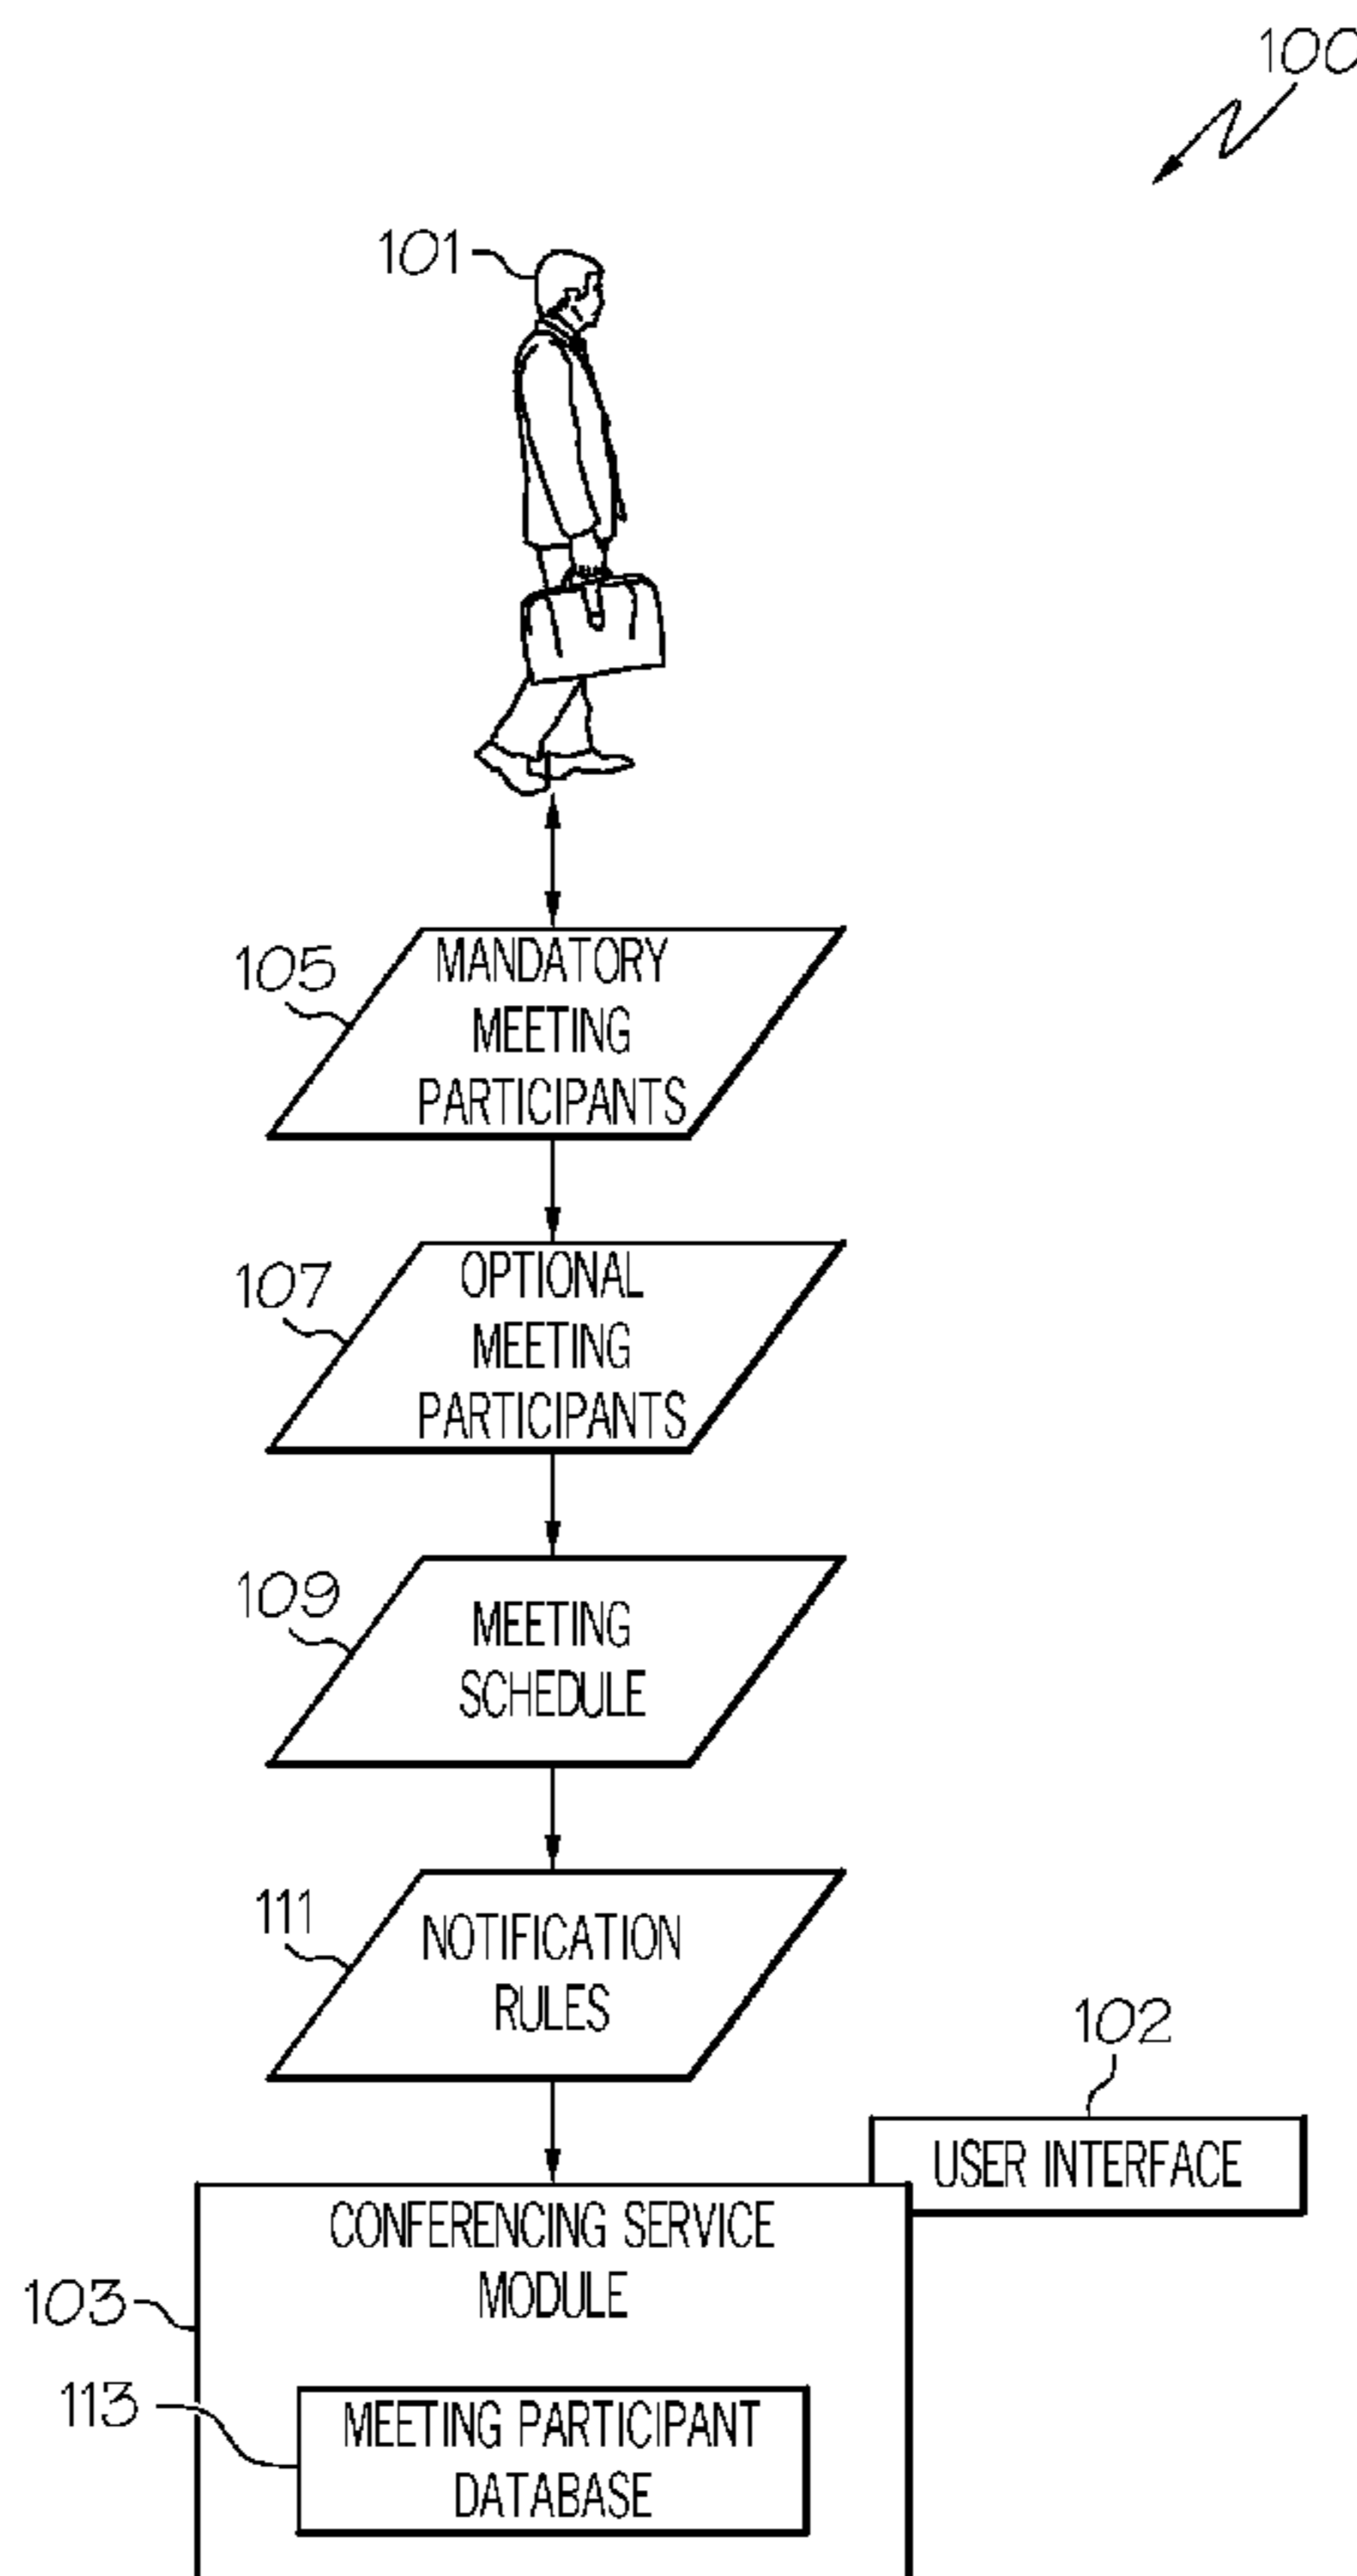 100
101
105
MANDATORY
MEETING
PARTICIPANTS
107
OPTIONAL
MEETING
PARTICIPANTS
109
MEETING
SCHEDULE
111
NOTIFICATION
RULES
102
USER INTERFACE
CONFERENCING SERVICE
MODULE
103
113
MEETING PARTICIPANT
DATABASE